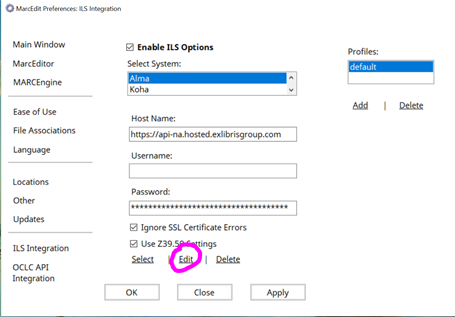 MarcEdit Preferences: ILS Integration
Main Window
MarcEditor
MARCEngine
Ease of Use
File Associations
Language
Locations
Other
Updates
ILS Integration
OCLC API
Integration
Enable ILS Options
Select System:
Alma
Koha
Host Name:
https://api-na.hosted.exlibrisgroup.com
Username:
Password:
************************************
Ignore SSL Certificate Errors
Use Z39.50 Settings
Select | Edit | Delete
OK Close Apply
Profiles:
default
Add | Delete